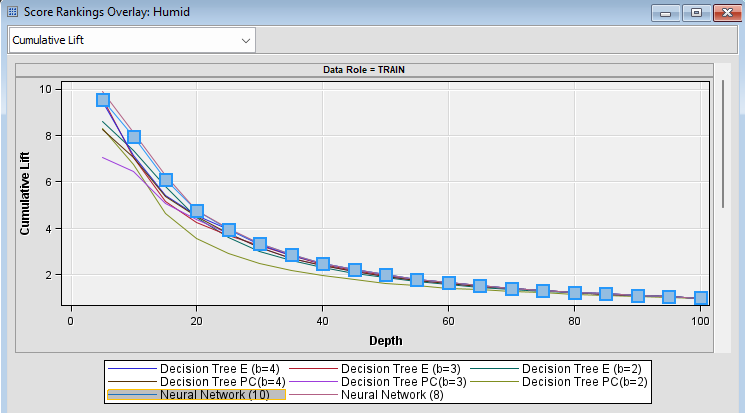 Score Rankings Overlay: Humid
Cumulative Lift
Data Role = TRAIN
Cumulative Lift
10
8
6
4
2
0 20 40 60 80 100
Depth
Decision Tree E (b=4) Decision Tree E (b=3) Decision Tree E (b=2)
Decision Tree PC(b=4) Decision Tree PC(b=3) Decision Tree PC(b=2)
Neural Network (10) Neural Network (8)